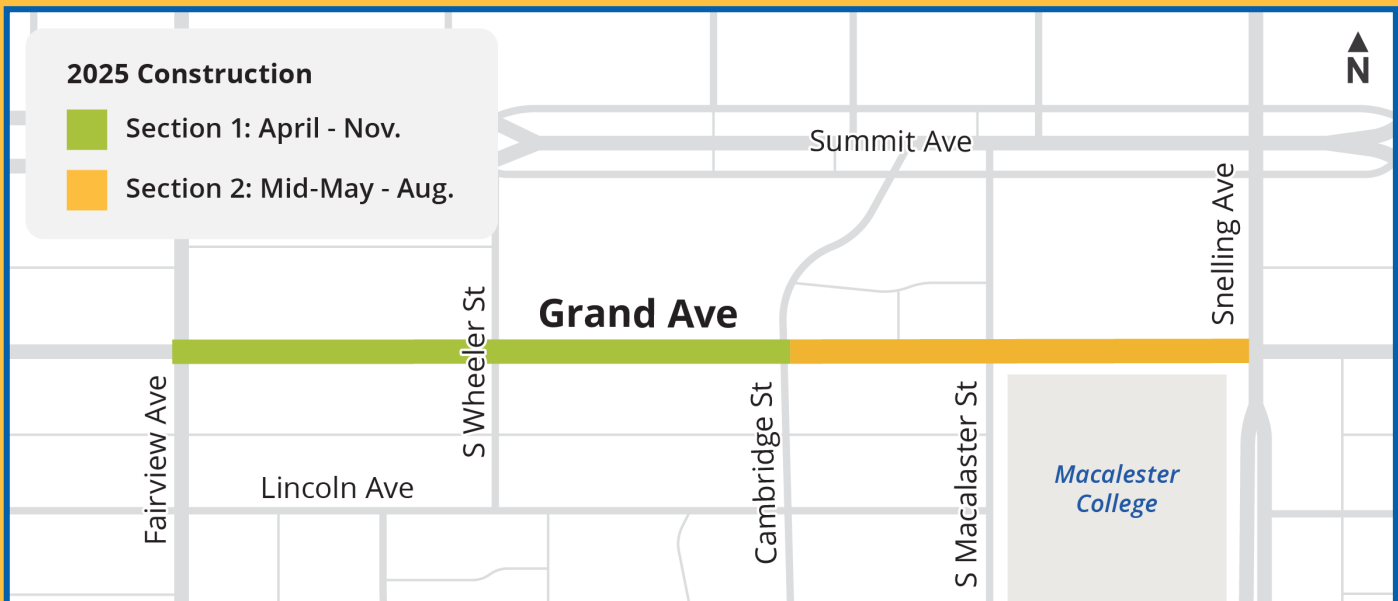 2025 Construction
Section 1: April - Nov.
Section 2: Mid-May - Aug.
N
Summit Ave
Snelling Ave
Grand Ave
S Wheeler St
Fairview Ave
Cambridge St
S Macalaster St
Lincoln Ave
Macalester
College